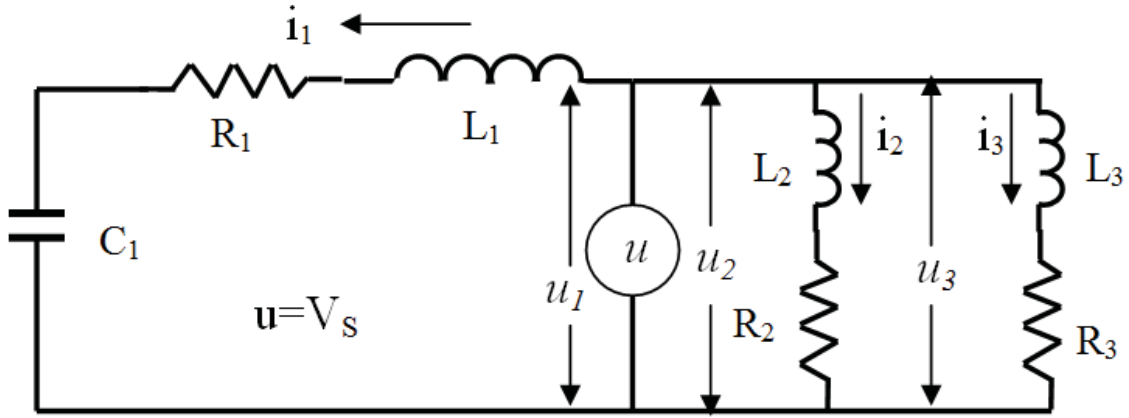 i₁
R₁
L₁
C₁
u=Vₛ
u₁
u
u₂
L₂
i₂
R₂
u₃
i₃
L₃
R₃